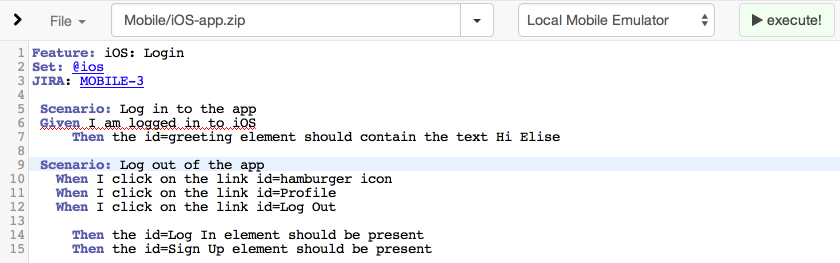 File Mobile/iOS-app.zip Local Mobile Emulator execute!
1 Feature: iOS: Login
2 Set: @ios
3 JIRA: MOBILE-3
4
5 Scenario: Log in to the app
6 Given I am logged in to iOS
7 Then the id=greeting element should contain the text Hi Elise
8
9 Scenario: Log out of the app
10 When I click on the link id=hamburger icon
11 When I click on the link id=Profile
12 When I click on the link id=Log Out
13
14 Then the id=Log In element should be present
15 Then the id=Sign Up element should be present